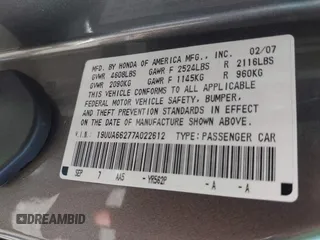 MFD. BY HONDA OF AMERICA MFG., INC. 02/07
GVWR 4608LBS GAWR F 2524LBS R 2116LBS
GVWR 2090KG GAWR F 1145KG R 960KG
THIS VEHICLE CONFORMS TO ALL APPLICABLE
FEDERAL MOTOR VEHICLE SAFETY, BUMPER,
AND THEFT PREVENTION STANDARDS IN EFFECT
ON THE DATE OF MANUFACTURE SHOWN ABOVE.
V.I.N.: 19UUA66277A022612 TYPE: PASSENGER CAR
SEP 7 AA5 YR562P -A -A
DREAMBID